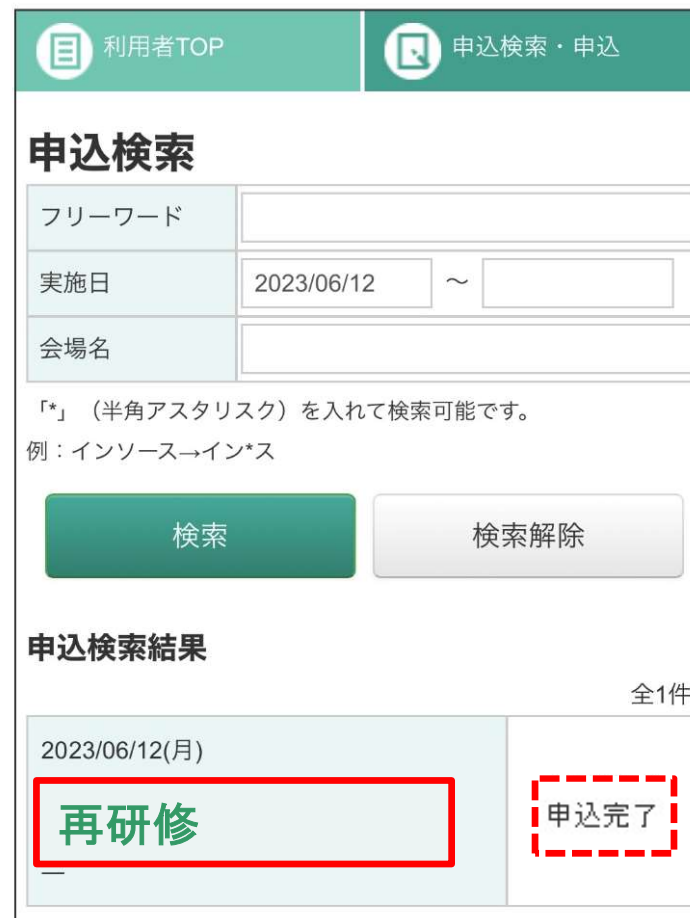 利用者TOP
申込検索・申込
申込検索
フリーワード
実施日 2023/06/12 ～
会場名
「*」（半角アスタリスク）を入れて検索可能です。
例：インソース→イン*ス
検索 検索解除
申込検索結果
全1件
2023/06/12(月)
再研修 申込完了
―